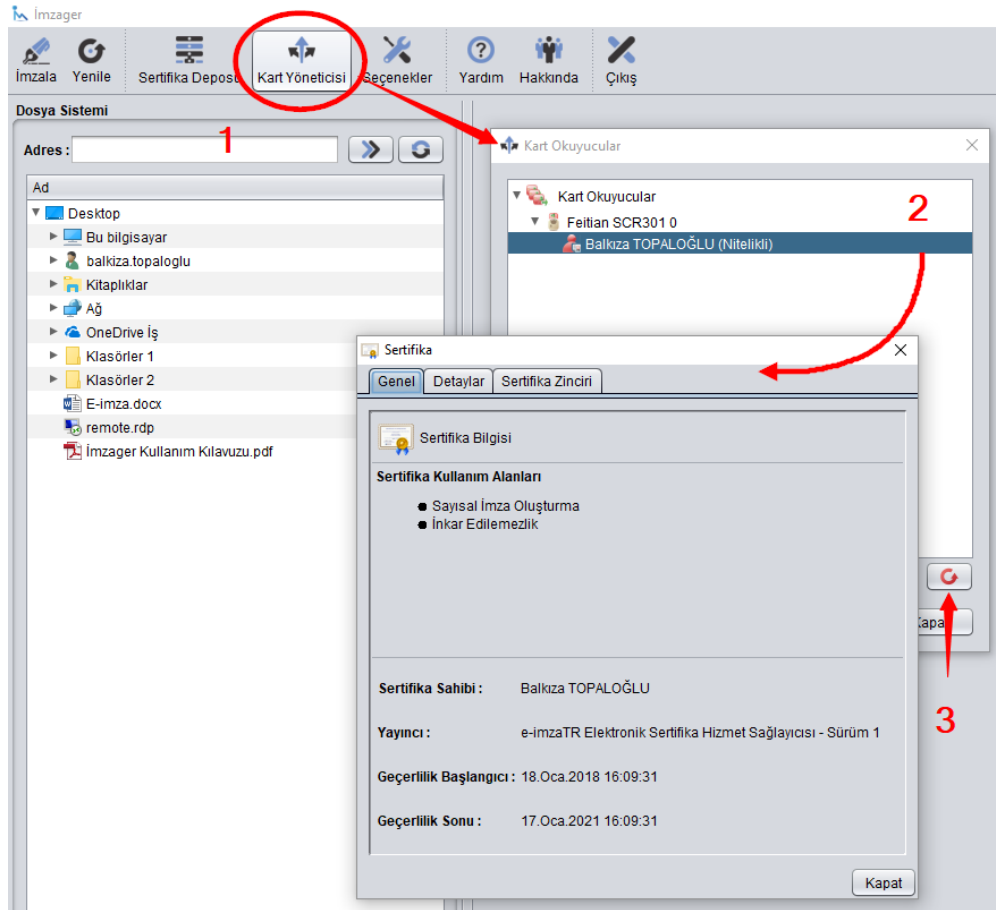 İmzager
İmzala Yenile Sertifika Deposu Kart Yöneticisi Seçenekler Yardım Hakkında Çıkış
Dosya Sistemi
1
Adres :
Ad
Desktop
Bu bilgisayar
balkiza.topaloglu
Kitaplıklar
Ağ
OneDrive İş
Klasörler 1
Klasörler 2
E-imza.docx
remote.rdp
İmzager Kullanım Kılavuzu.pdf
Kart Okuyucular
Kart Okuyucular
2
Feitian SCR301 0
Balkıza TOPALOĞLU (Nitelikli)
Sertifika
Genel Detaylar Sertifika Zinciri
Sertifika Bilgisi
Sertifika Kullanım Alanları
Sayısal İmza Oluşturma
İnkar Edilemezlik
Sertifika Sahibi : Balkıza TOPALOĞLU
Yayıncı : e-imzaTR Elektronik Sertifika Hizmet Sağlayıcısı - Sürüm 1
Geçerlilik Başlangıcı : 18.Oca.2018 16:09:31
Geçerlilik Sonu : 17.Oca.2021 16:09:31
Kapat
3